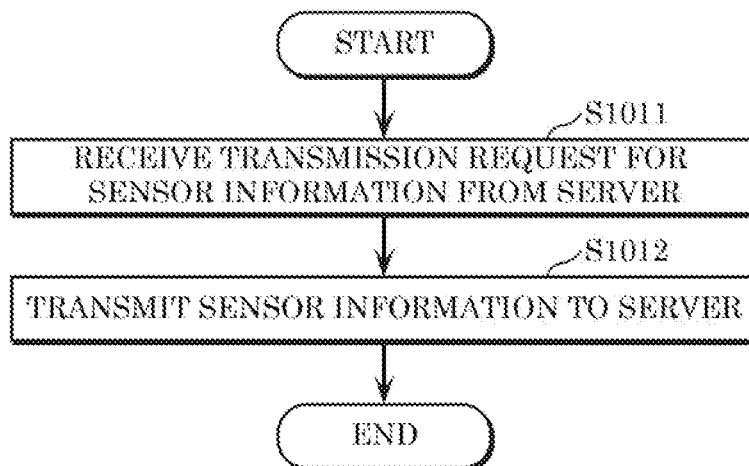 START
S1011
RECEIVE TRANSMISSION REQUEST FOR
SENSOR INFORMATION FROM SERVER
S1012
TRANSMIT SENSOR INFORMATION TO SERVER
END